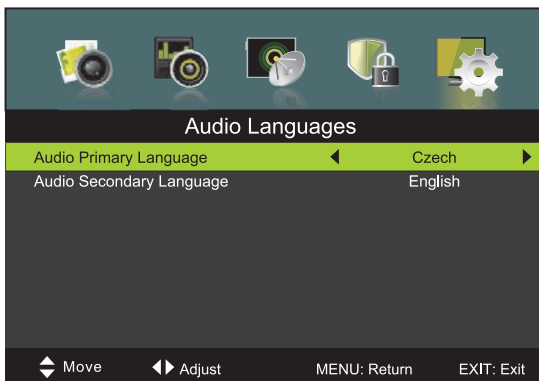 Audio Languages
Audio Primary Language Czech
Audio Secondary Language English
Move Adjust MENU: Return EXIT: Exit